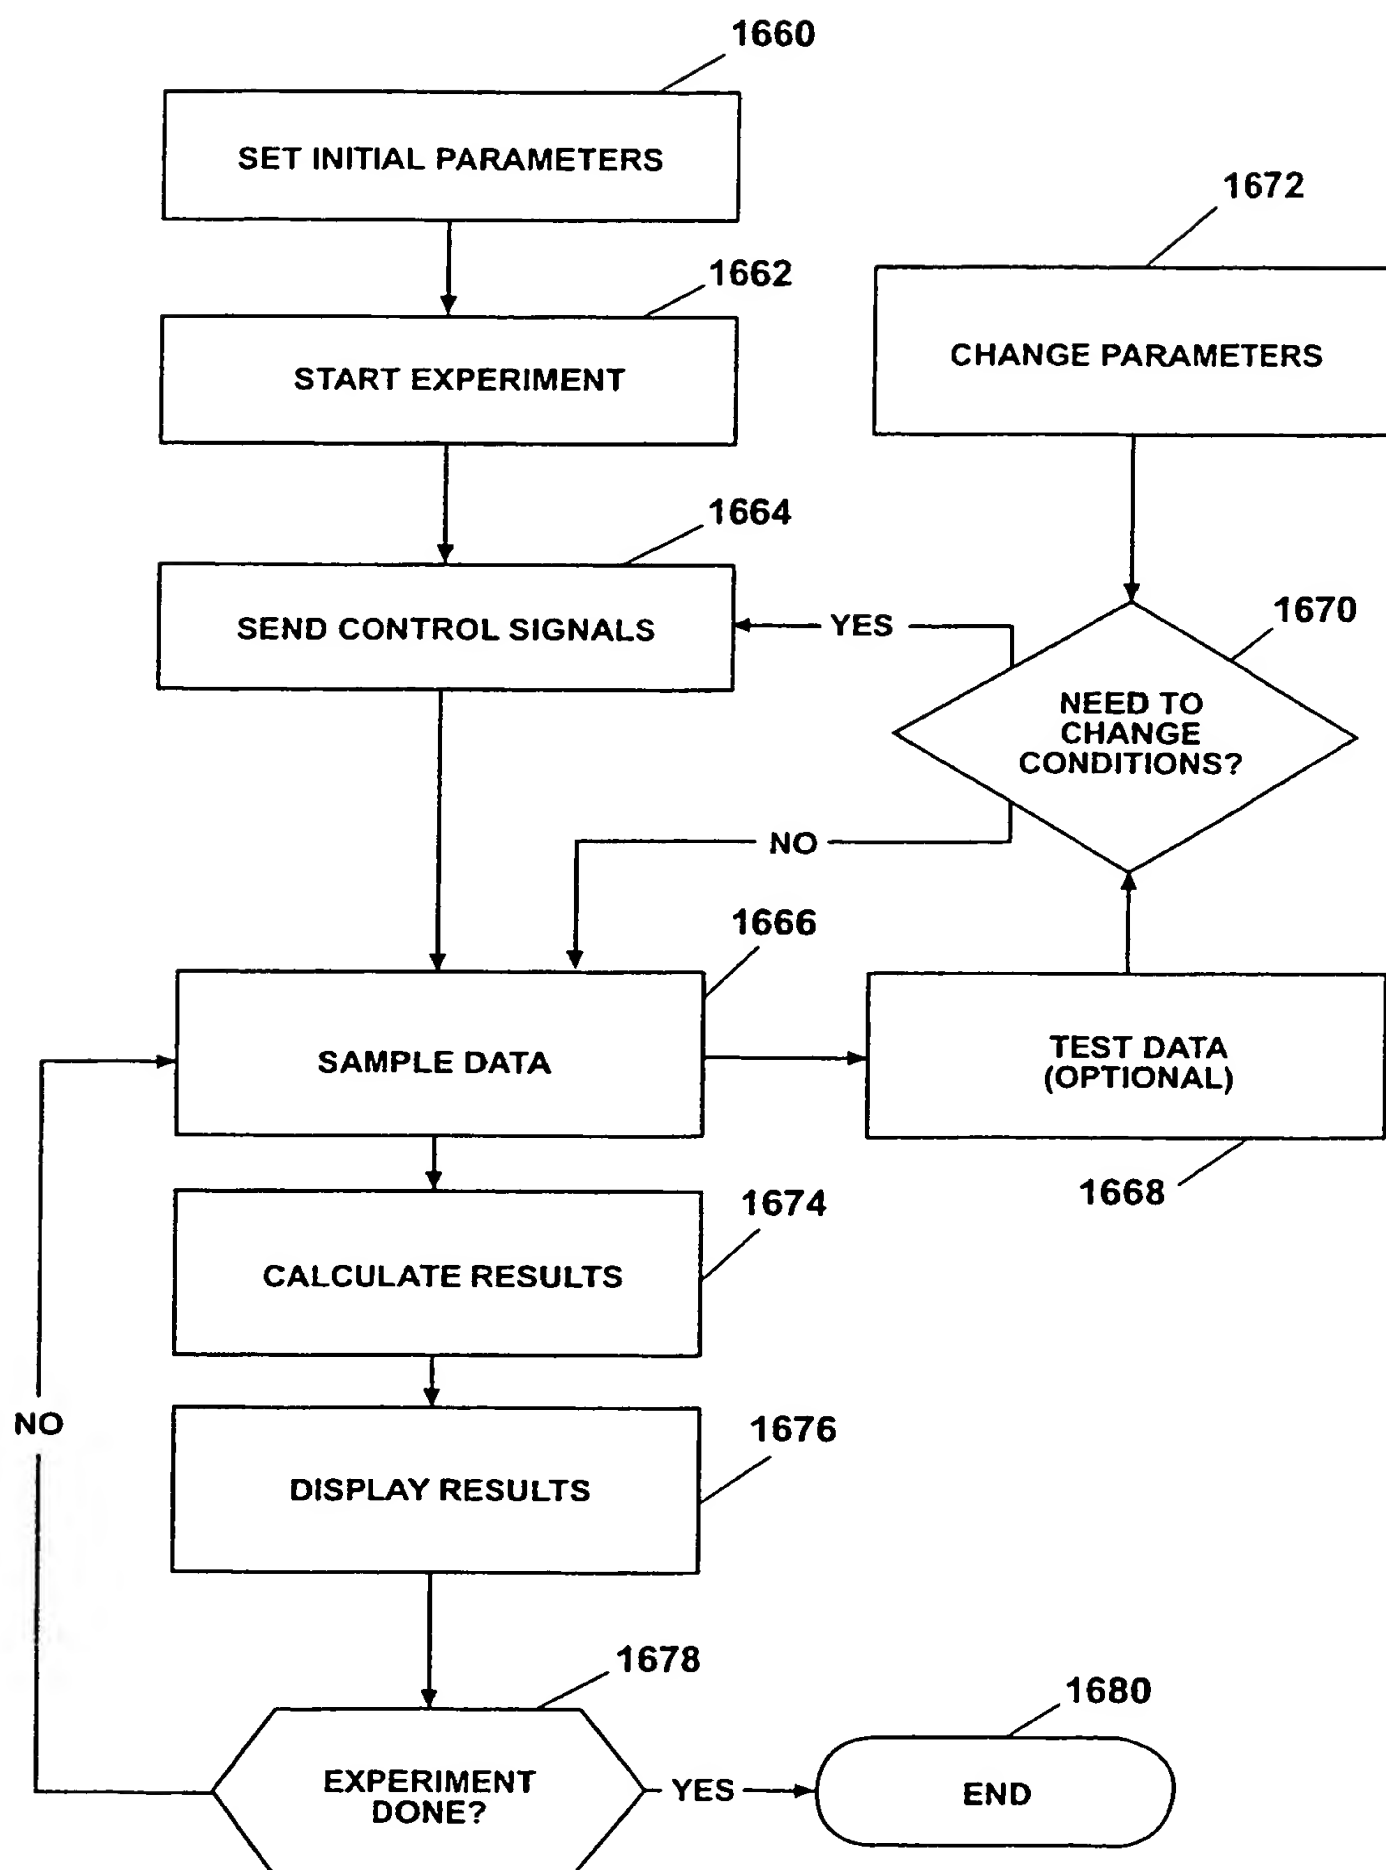 1660
SET INITIAL PARAMETERS
1672
1662
START EXPERIMENT
CHANGE PARAMETERS
1664
SEND CONTROL SIGNALS
YES
1670
NEED TO
CHANGE
CONDITIONS?
NO
1666
SAMPLE DATA
TEST DATA
(OPTIONAL)
1668
1674
CALCULATE RESULTS
NO
1676
DISPLAY RESULTS
1678
1680
EXPERIMENT
DONE?
YES
END